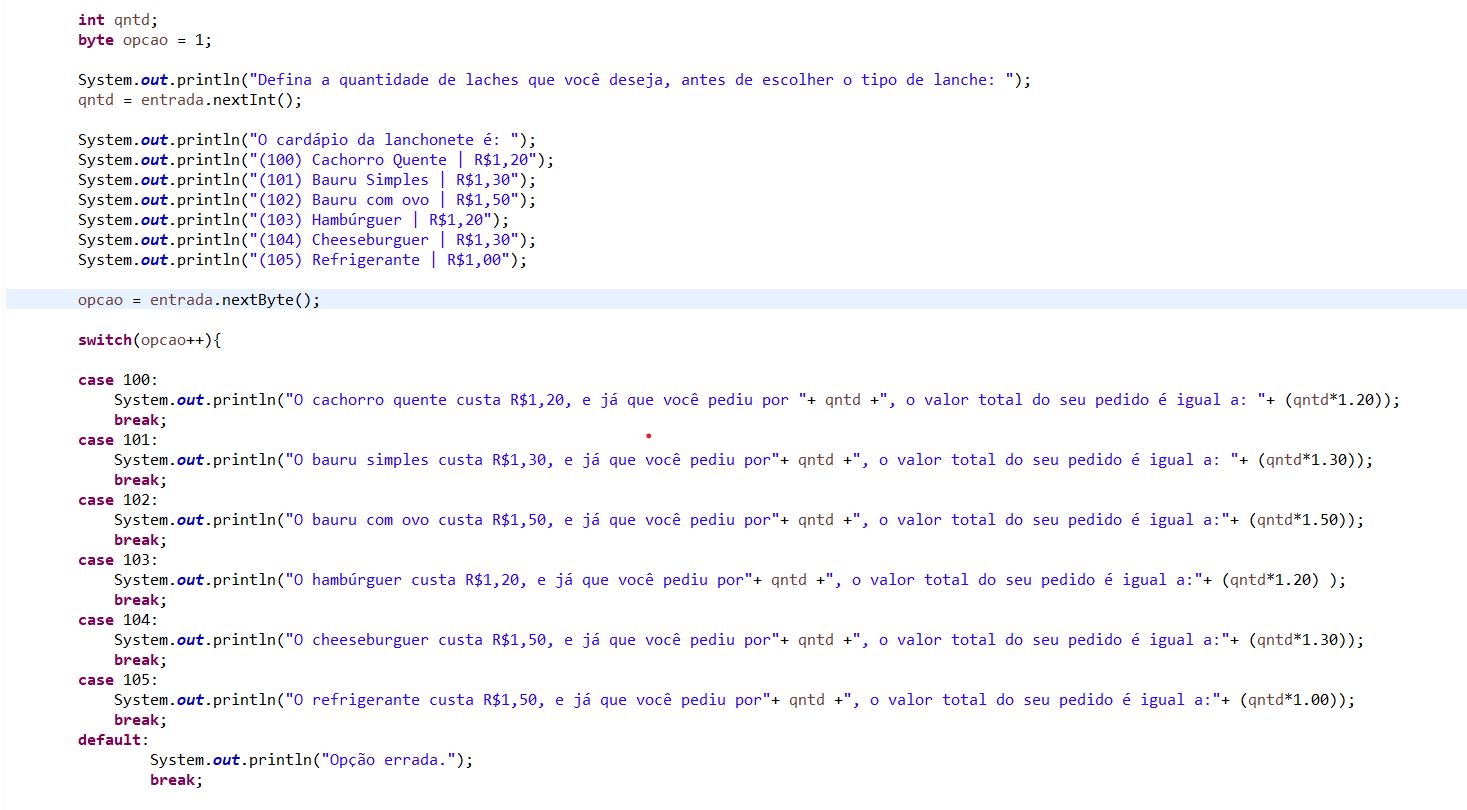 int qntd;
byte opcao = 1;
System.out.println("Defina a quantidade de laches que você deseja, antes de escolher o tipo de lanche: ");
qntd = entrada.nextInt();
System.out.println("O cardápio da lanchonete é: ");
System.out.println("(100) Cachorro Quente | R$1,20");
System.out.println("(101) Bauru Simples | R$1,30");
System.out.println("(102) Bauru com ovo | R$1,50");
System.out.println("(103) Hambúrguer | R$1,20");
System.out.println("(104) Cheeseburguer | R$1,30");
System.out.println("(105) Refrigerante | R$1,00");
opcao = entrada.nextByte();
switch(opcao++){
case 100:
System.out.println("O cachorro quente custa R$1,20, e já que você pediu por "+ qntd +", o valor total do seu pedido é igual a: "+ (qntd*1.20));
break;
case 101:
System.out.println("O bauru simples custa R$1,30, e já que você pediu por"+ qntd +", o valor total do seu pedido é igual a: "+ (qntd*1.30));
break;
case 102:
System.out.println("O bauru com ovo custa R$1,50, e já que você pediu por"+ qntd +", o valor total do seu pedido é igual a:"+ (qntd*1.50));
break;
case 103:
System.out.println("O hambúrguer custa R$1,20, e já que você pediu por"+ qntd +", o valor total do seu pedido é igual a:"+ (qntd*1.20) );
break;
case 104:
System.out.println("O cheeseburguer custa R$1,50, e já que você pediu por"+ qntd +", o valor total do seu pedido é igual a:"+ (qntd*1.30));
break;
case 105:
System.out.println("O refrigerante custa R$1,50, e já que você pediu por"+ qntd +", o valor total do seu pedido é igual a:"+ (qntd*1.00));
break;
default:
System.out.println("Opção errada.");
break;